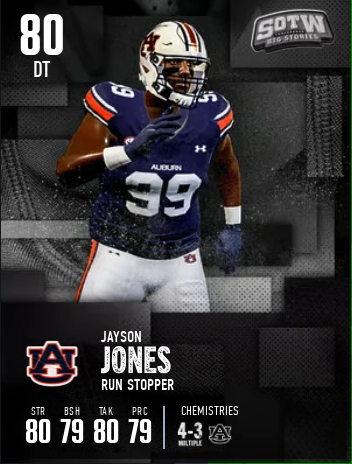 80
DT
SOTW
CONFERENCE
BIG STORIES
99
AUBURN
99
JAYSON
JONES
RUN STOPPER
STR BSH TAK PRC
80 79 80 79
CHEMISTRIES
4-3
MULTIPLE